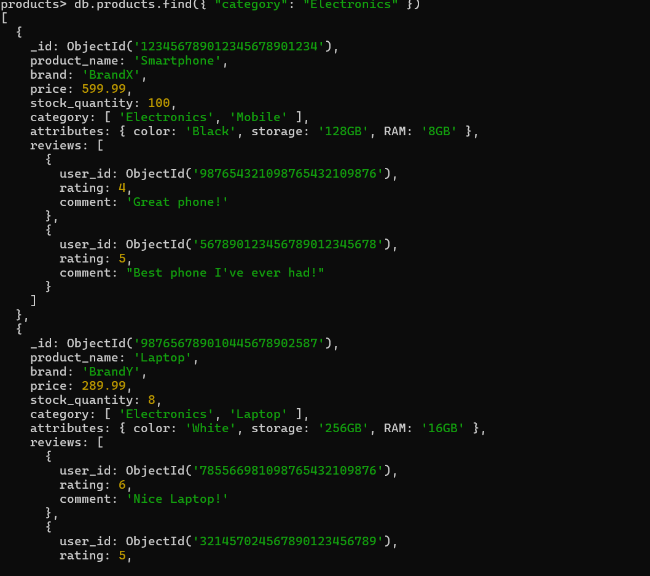 products> db.products.find({ "category": "Electronics" })
[
  {
    _id: ObjectId('123456789012345678901234'),
    product_name: 'Smartphone',
    brand: 'BrandX',
    price: 599.99,
    stock_quantity: 100,
    category: [ 'Electronics', 'Mobile' ],
    attributes: { color: 'Black', storage: '128GB', RAM: '8GB' },
    reviews: [
      {
        user_id: ObjectId('987654321098765432109876'),
        rating: 4,
        comment: 'Great phone!'
      },
      {
        user_id: ObjectId('567890123456789012345678'),
        rating: 5,
        comment: "Best phone I've ever had!"
      }
    ]
  },
  {
    _id: ObjectId('987656789010445678902587'),
    product_name: 'Laptop',
    brand: 'BrandY',
    price: 289.99,
    stock_quantity: 8,
    category: [ 'Electronics', 'Laptop' ],
    attributes: { color: 'White', storage: '256GB', RAM: '16GB' },
    reviews: [
      {
        user_id: ObjectId('785566981098765432109876'),
        rating: 6,
        comment: 'Nice Laptop!'
      },
      {
        user_id: ObjectId('321457024567890123456789'),
        rating: 5,